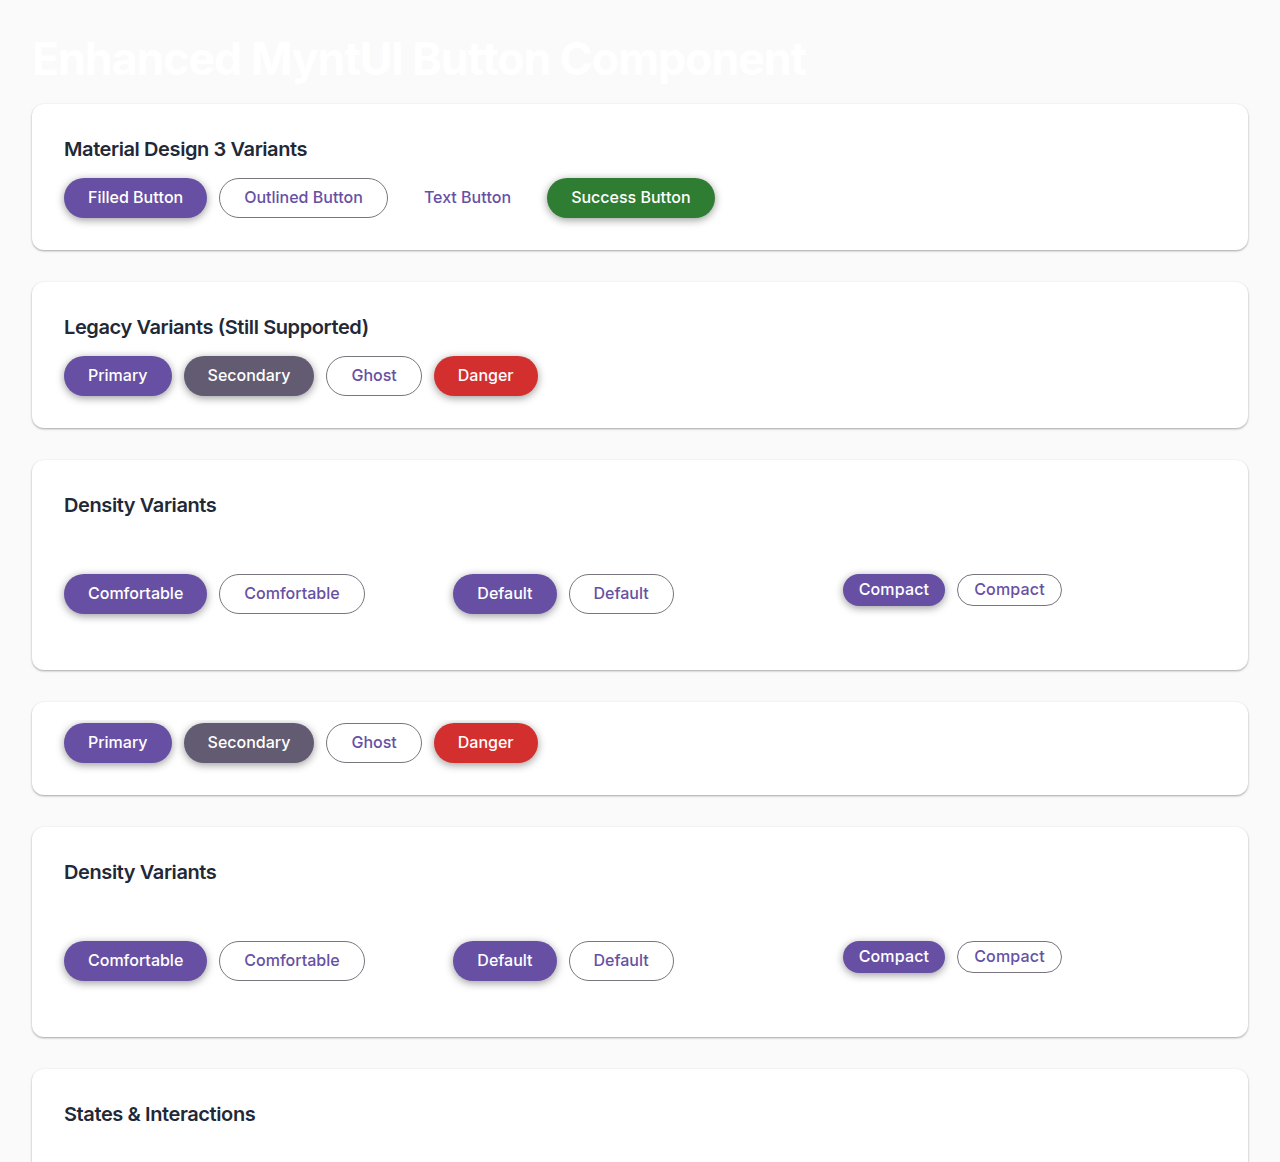 Enhanced MyntUI Button Component
Material Design 3 Variants
Filled Button Outlined Button Text Button Success Button
Legacy Variants (Still Supported)
Primary Secondary Ghost Danger
Density Variants
Comfortable Comfortable Default Default Compact Compact
Primary Secondary Ghost Danger
Density Variants
Comfortable Comfortable Default Default Compact Compact
States & Interactions